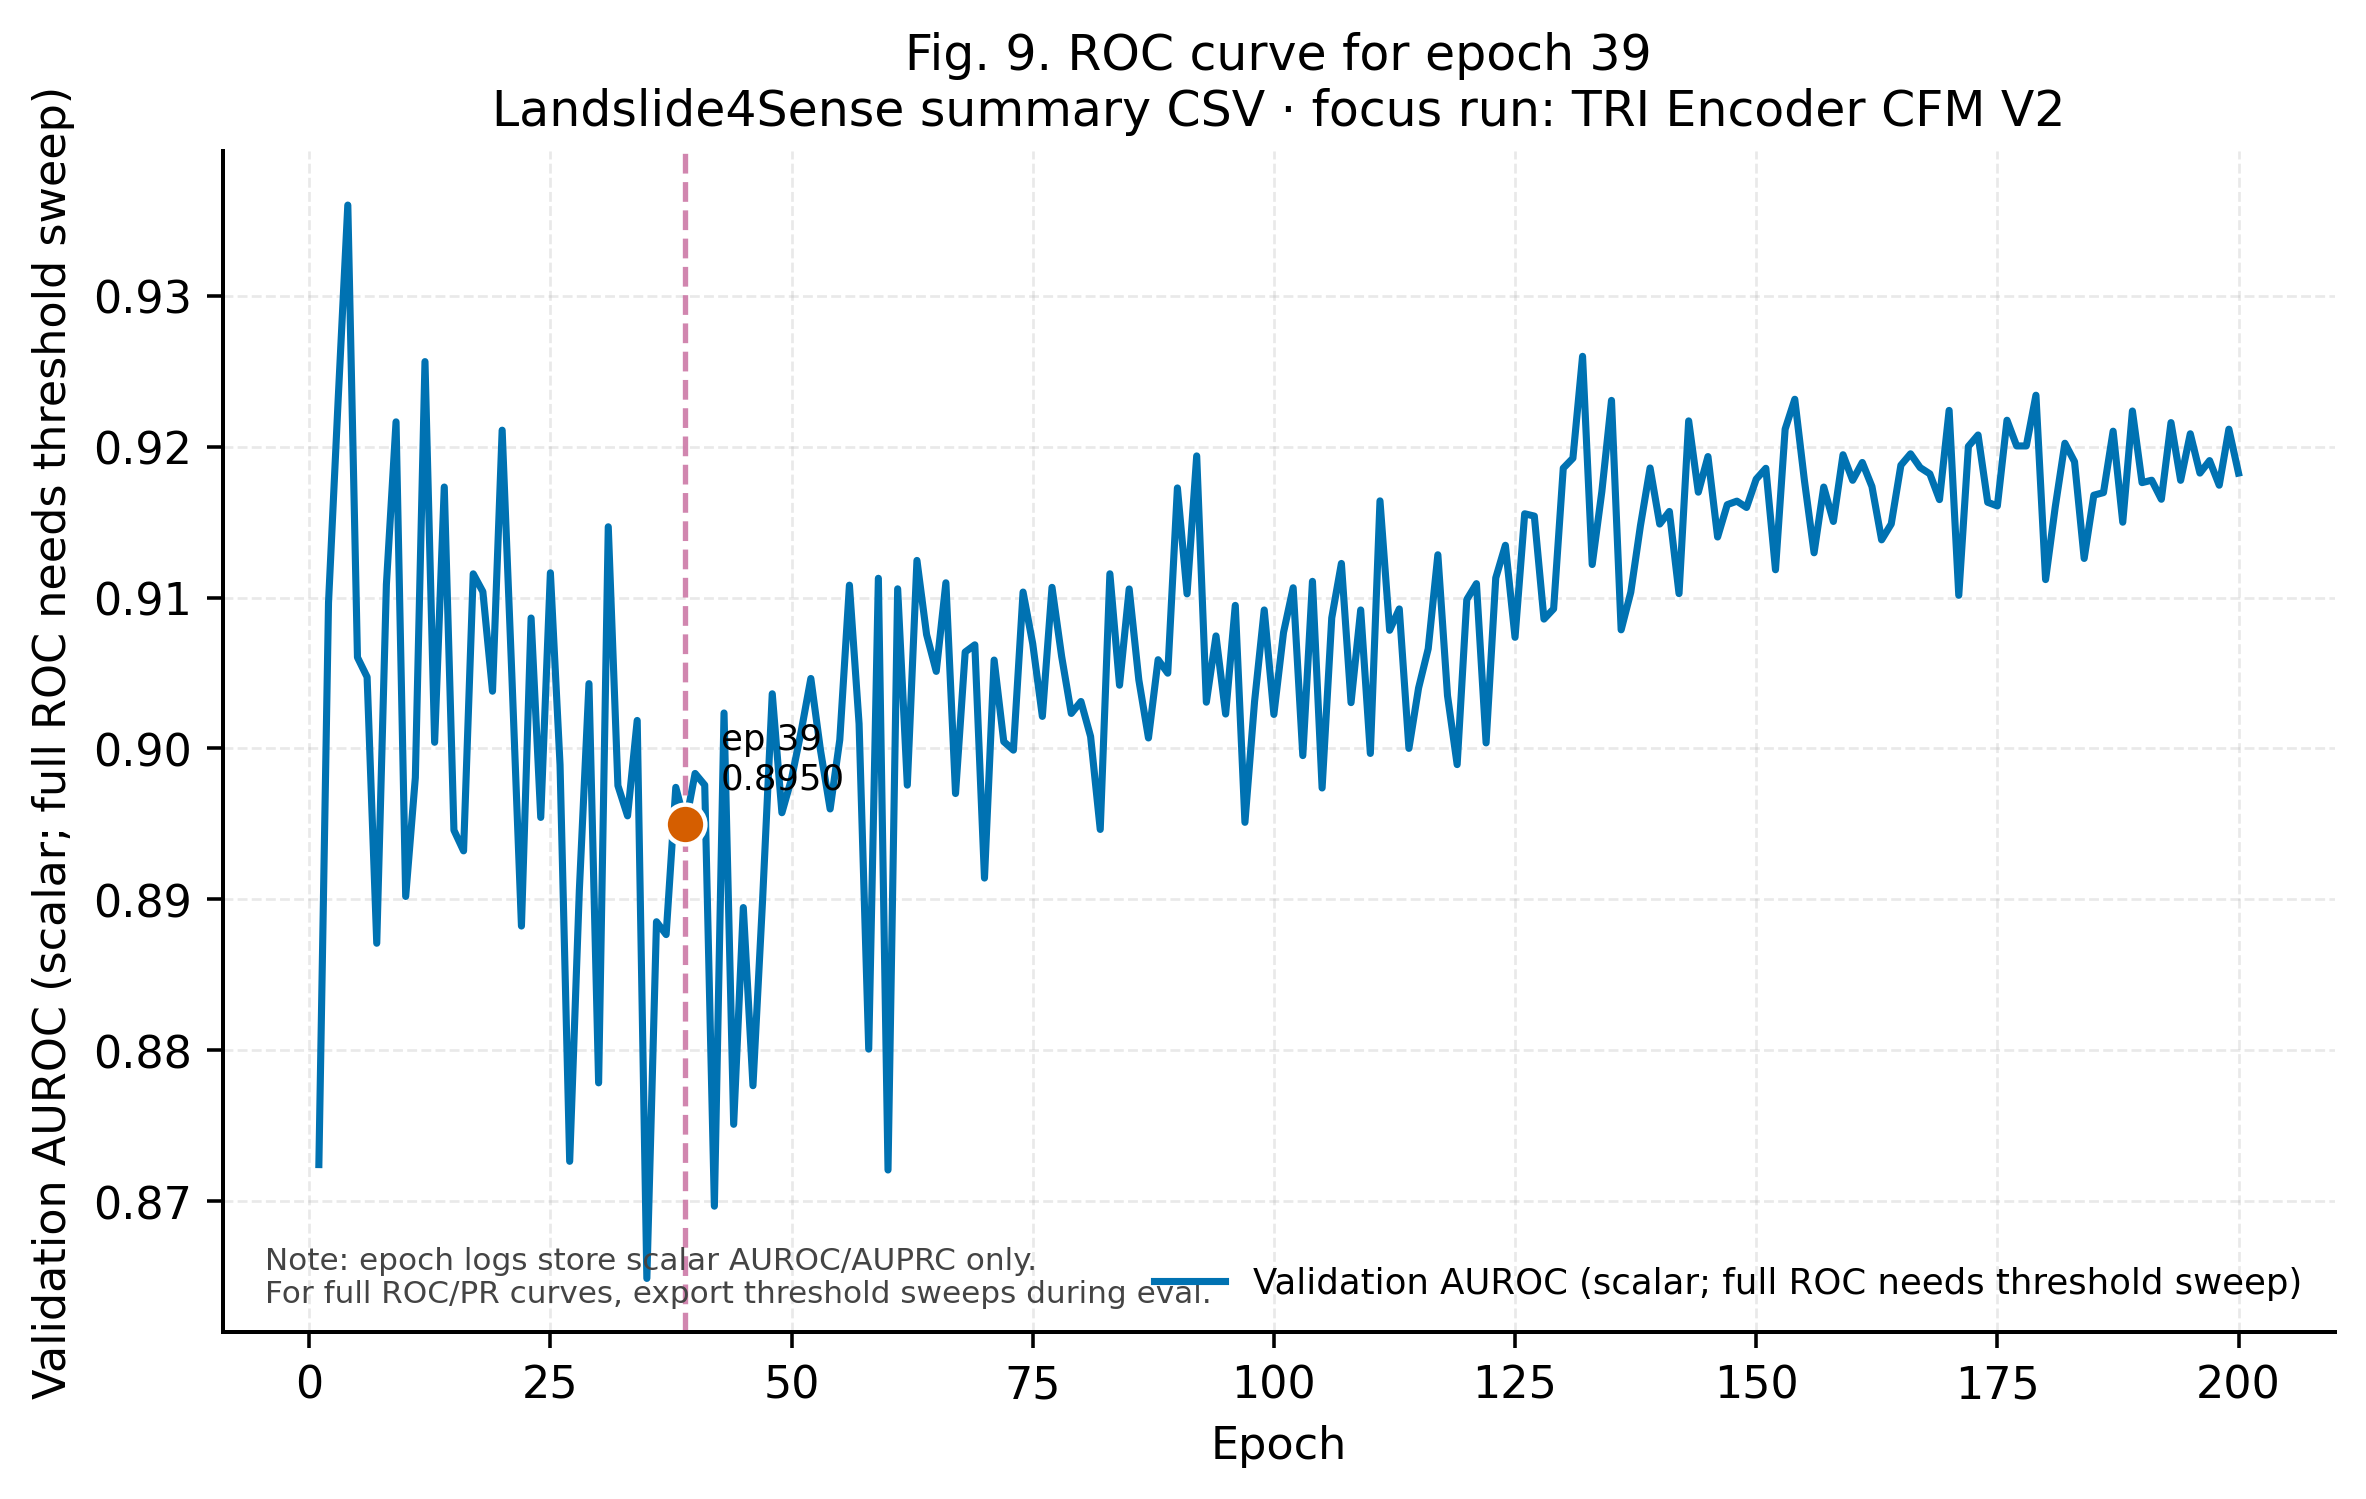 Fig. 9. ROC curve for epoch 39
Landslide4Sense summary CSV · focus run: TRI Encoder CFM V2
Validation AUROC (scalar; full ROC needs threshold sweep)
0.93
0.92
0.91
0.90
0.89
0.88
0.87
ep 39
0.8950
Note: epoch logs store scalar AUROC/AUPRC only.
For full ROC/PR curves, export threshold sweeps during eval.
Validation AUROC (scalar; full ROC needs threshold sweep)
0 25 50 75 100 125 150 175 200
Epoch